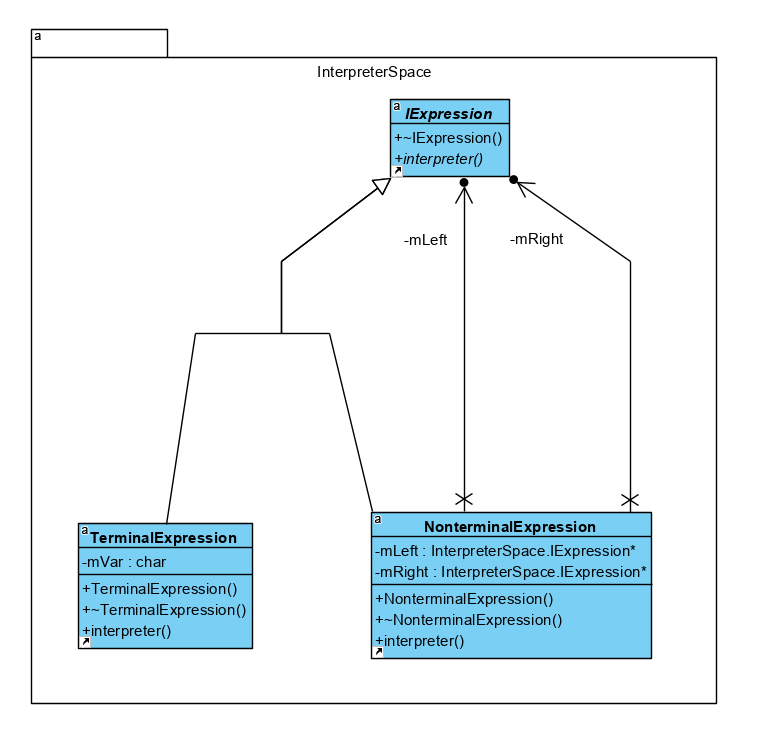 a
InterpreterSpace
a
IExpression
+~IExpression()
+interpreter()
-mLeft
-mRight
a
TerminalExpression
-mVar : char
+TerminalExpression()
+~TerminalExpression()
+interpreter()
a
NonterminalExpression
-mLeft : InterpreterSpace.IExpression*
-mRight : InterpreterSpace.IExpression*
+NonterminalExpression()
+~NonterminalExpression()
+interpreter()